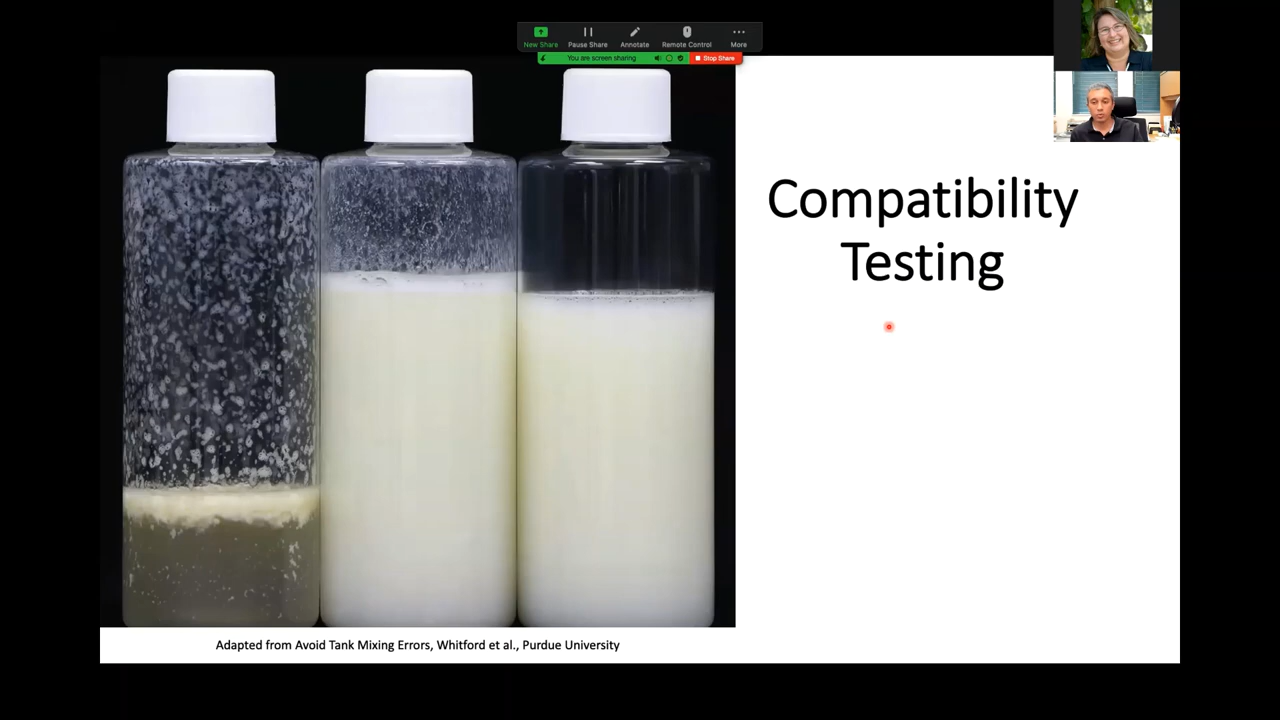 New Share
Pause Share
Annotate
Remote Control
More
You are screen sharing
Stop Share
Compatibility
Testing
Adapted from Avoid Tank Mixing Errors, Whitford et al., Purdue University